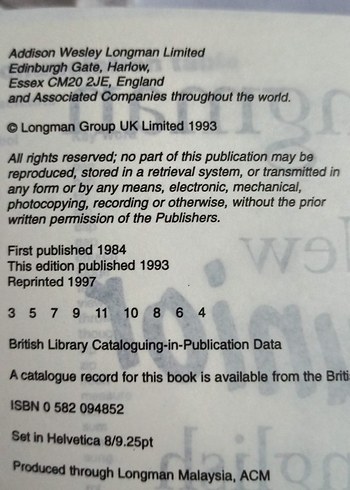 Addison Wesley Longman Limited
Edinburgh Gate, Harlow,
Essex CM20 2JE, England
and Associated Companies throughout the world.
© Longman Group UK Limited 1993
All rights reserved; no part of this publication may be
reproduced, stored in a retrieval system, or transmitted in
any form or by any means, electronic, mechanical,
photocopying, recording or otherwise, without the prior
written permission of the Publishers.
First published 1984
This edition published 1993
Reprinted 1997
3 5 7 9 11 10 8 6 4
British Library Cataloguing-in-Publication Data
A catalogue record for this book is available from the Briti
ISBN 0 582 094852
Set in Helvetica 8/9.25pt
Produced through Longman Malaysia, ACM